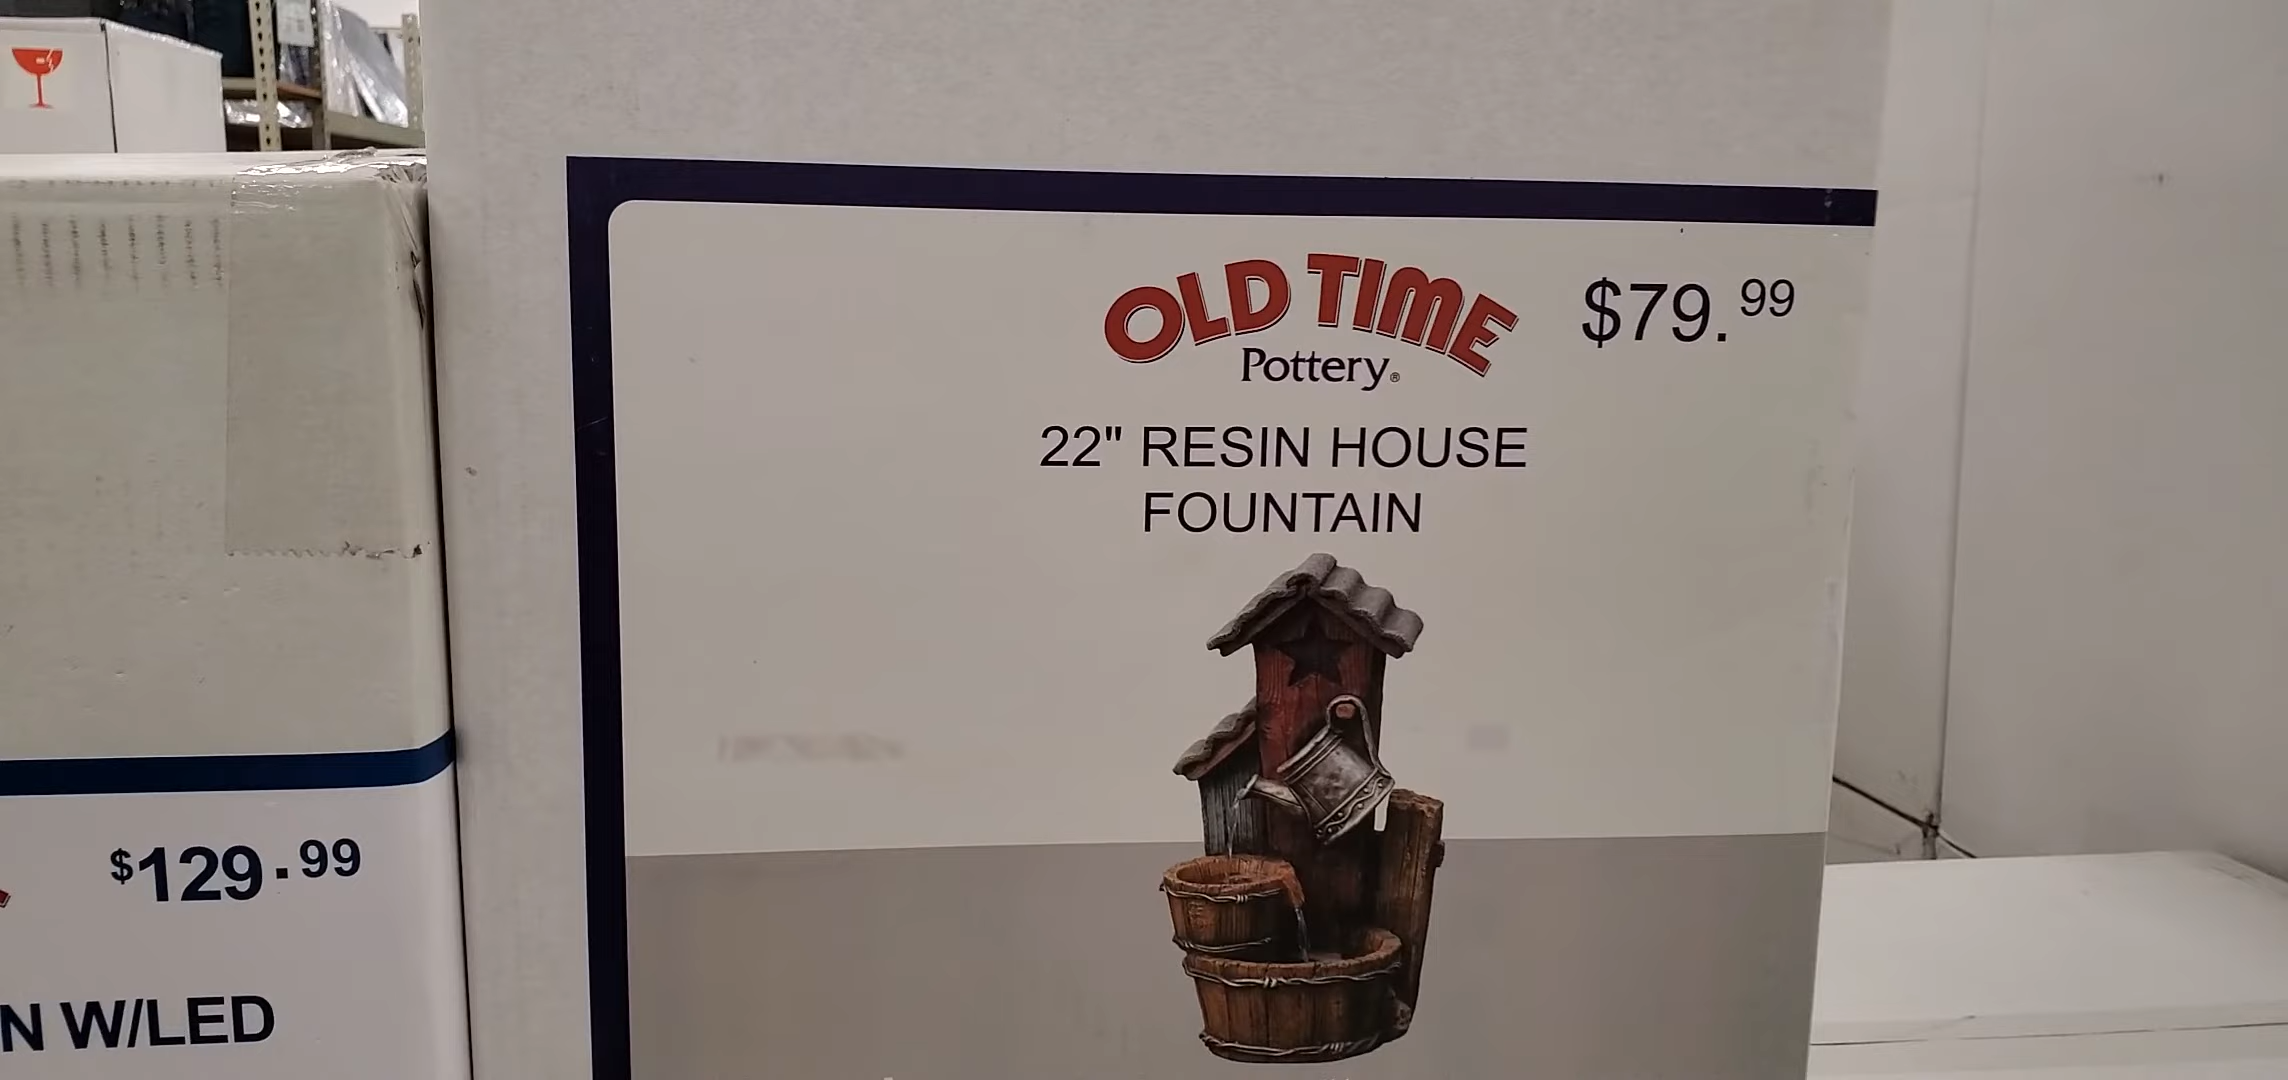 OLD TIME
Pottery®
$79.99
22" RESIN HOUSE
FOUNTAIN
$129.99
N W/LED